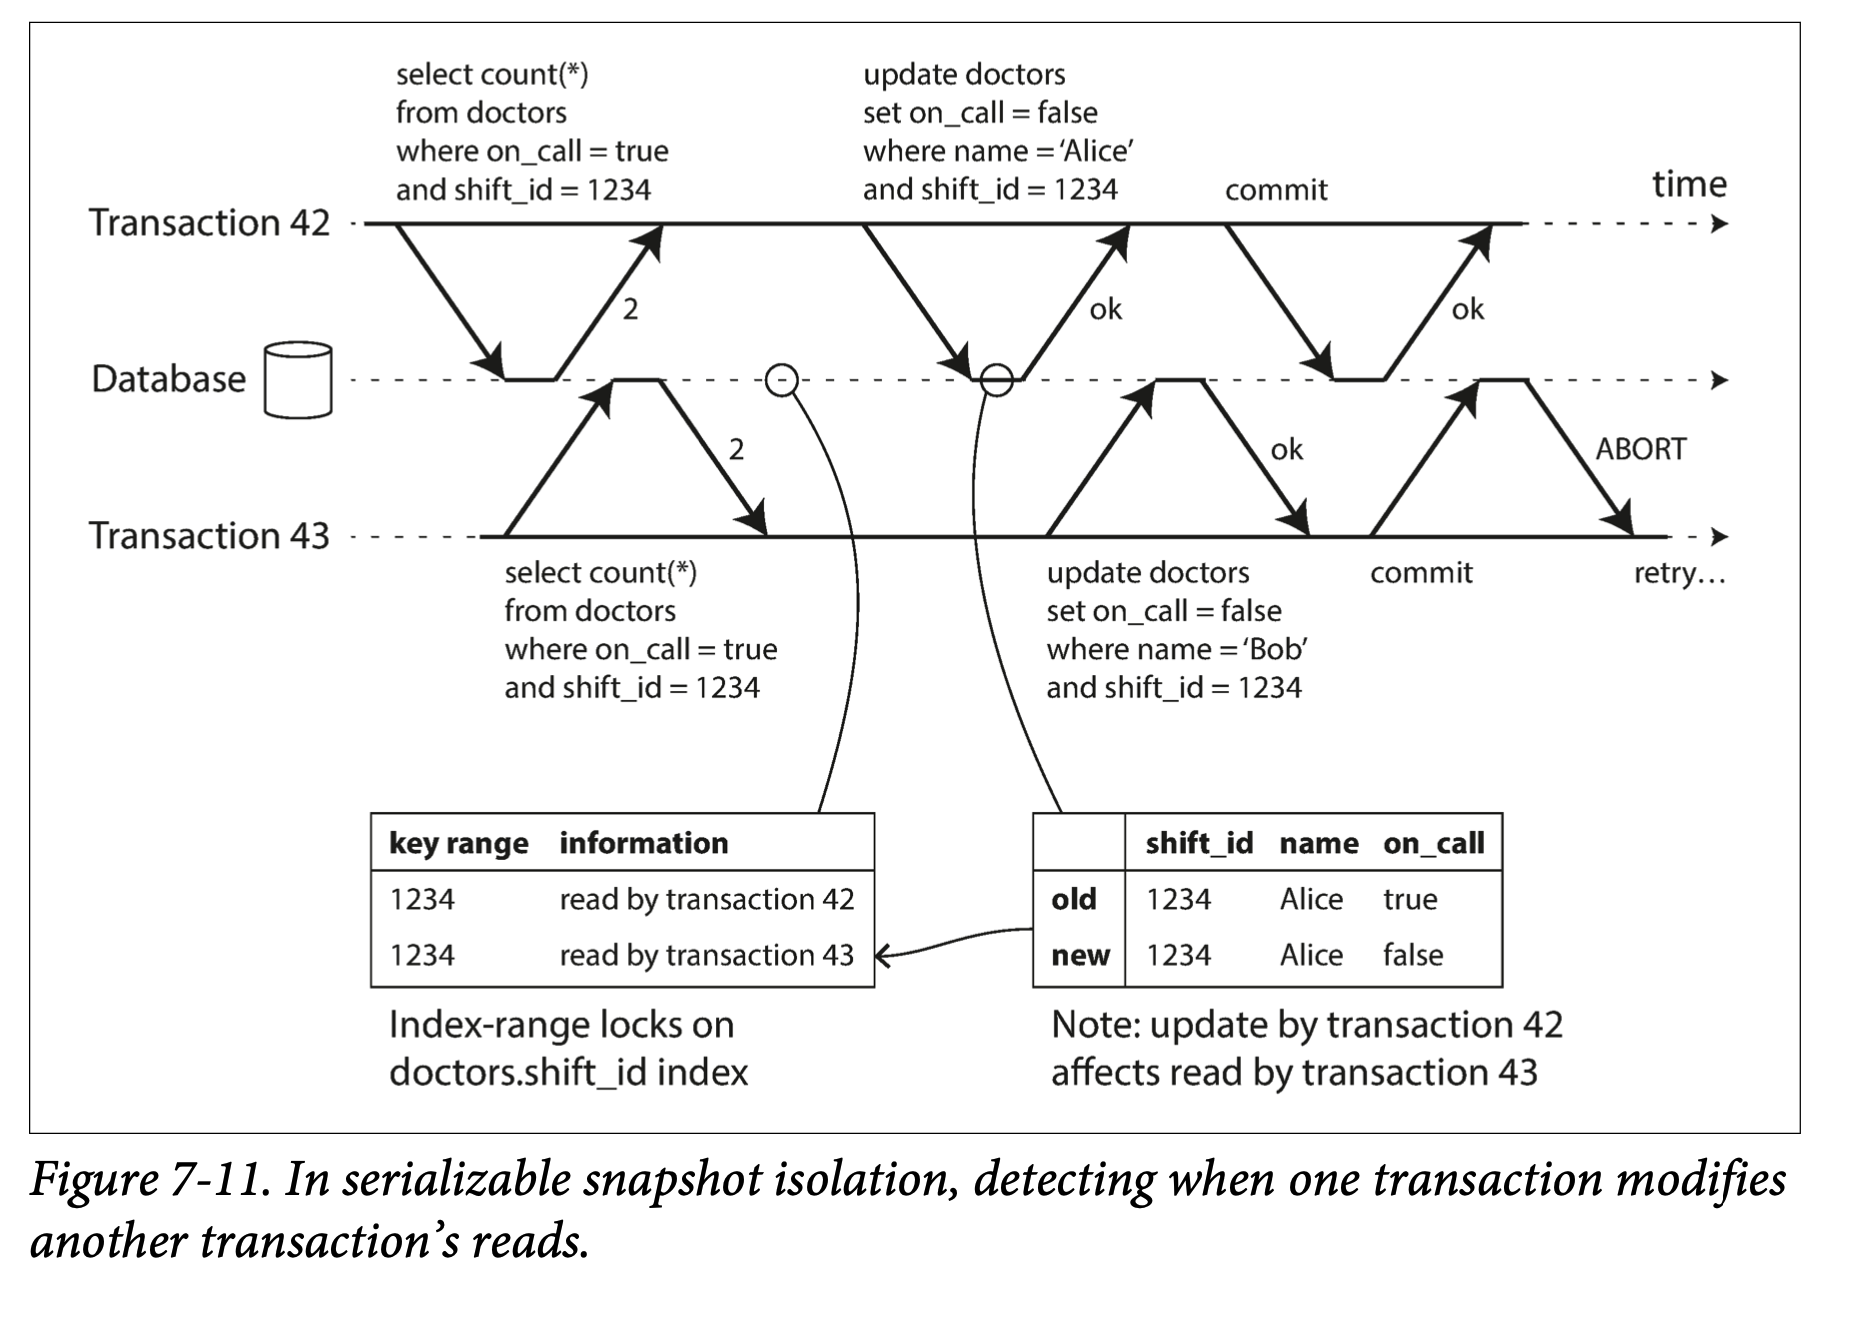 select count(*)
from doctors
where on_call = true
and shift_id = 1234
update doctors
set on_call = false
where name = ‘Alice’
and shift_id = 1234
commit
time
Transaction 42
2
ok
ok
Database
2
ok
ABORT
Transaction 43
select count(*)
from doctors
where on_call = true
and shift_id = 1234
update doctors
set on_call = false
where name = ‘Bob’
and shift_id = 1234
commit
retry…
key range information
1234 read by transaction 42
1234 read by transaction 43
Index-range locks on
doctors.shift_id index
shift_id name on_call
old 1234 Alice true
new 1234 Alice false
Note: update by transaction 42
affects read by transaction 43
Figure 7-11. In serializable snapshot isolation, detecting when one transaction modifies
another transaction’s reads.